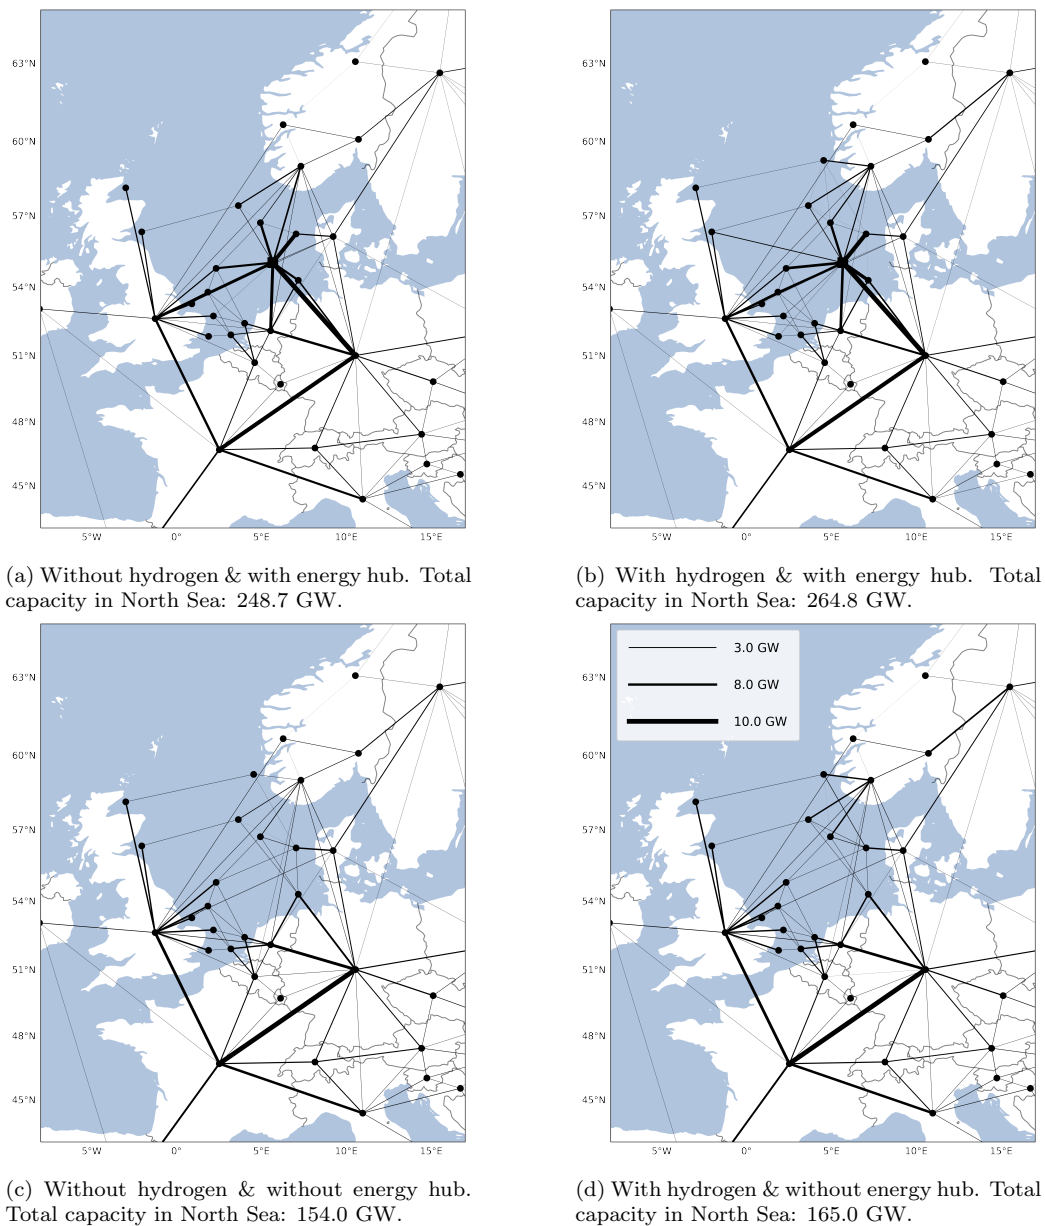 63°N
60°N
57°N
54°N
51°N
48°N
45°N
5°W 0° 5°E 10°E 15°E
63°N
60°N
57°N
54°N
51°N
48°N
45°N
5°W 0° 5°E 10°E 15°E
(a) Without hydrogen & with energy hub. Total
capacity in North Sea: 248.7 GW.
(b) With hydrogen & with energy hub. Total
capacity in North Sea: 264.8 GW.
63°N
60°N
57°N
54°N
51°N
48°N
45°N
5°W 0° 5°E 10°E 15°E
3.0 GW
8.0 GW
10.0 GW
63°N
60°N
57°N
54°N
51°N
48°N
45°N
5°W 0° 5°E 10°E 15°E
(c) Without hydrogen & without energy hub.
Total capacity in North Sea: 154.0 GW.
(d) With hydrogen & without energy hub. Total
capacity in North Sea: 165.0 GW.